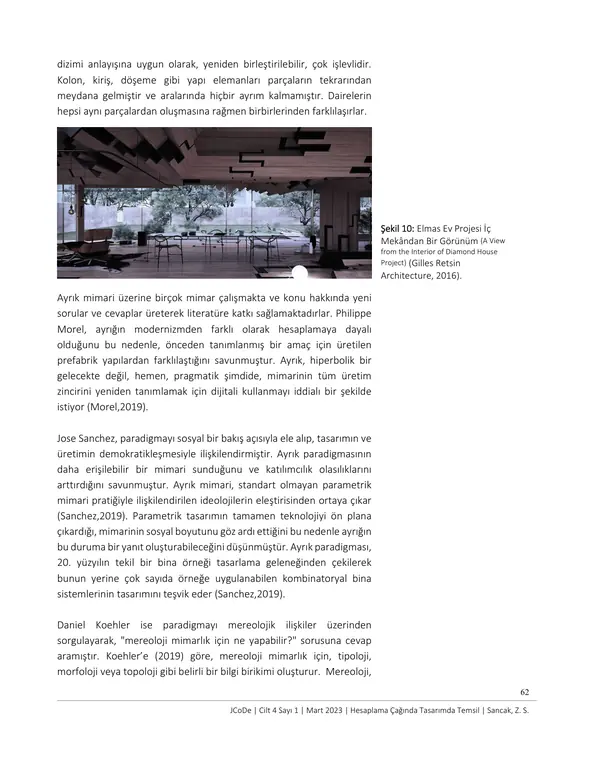 dizimi anlayışına uygun olarak, yeniden birleştirilebilir, çok işlevlidir.
Kolon, kiriş, döşeme gibi yapı elemanları parçaların tekrarından
meydana gelmiştir ve aralarında hiçbir ayrım kalmamıştır. Dairelerin
hepsi aynı parçalardan oluşmasına rağmen birbirlerinden farklılaşırlar.
Şekil 10: Elmas Ev Projesi İç
Mekândan Bir Görünüm (A View
from the Interior of Diamond House
Project) (Gilles Retsin
Architecture, 2016).
Ayrık mimari üzerine birçok mimar çalışmakta ve konu hakkında yeni
sorular ve cevaplar üreterek literatüre katkı sağlamaktadırlar. Philippe
Morel, ayrığın modernizmden farklı olarak hesaplamaya dayalı
olduğunu bu nedenle, önceden tanımlanmış bir amaç için üretilen
prefabrik yapılardan farklılaştığını savunmuştur. Ayrık, hiperbolik bir
gelecekte değil, hemen, pragmatik şimdide, mimarinin tüm üretim
zincirini yeniden tanımlamak için dijitali kullanmayı iddialı bir şekilde
istiyor (Morel,2019).
Jose Sanchez, paradigmayı sosyal bir bakış açısıyla ele alıp, tasarımın ve
üretimin demokratikleşmesiyle ilişkilendirmiştir. Ayrık paradigmasının
daha erişilebilir bir mimari sunduğunu ve katılımcılık olasılıklarını
arttırdığını savunmuştur. Ayrık mimari, standart olmayan parametrik
mimari pratiğiyle ilişkilendirilen ideolojilerin eleştirisinden ortaya çıkar
(Sanchez,2019). Parametrik tasarımın tamamen teknolojiyi ön plana
çıkardığı, mimarinin sosyal boyutunu göz ardı ettiğini bu nedenle ayrığın
bu duruma bir yanıt oluşturabileceğini düşünmüştür. Ayrık paradigması,
20. yüzyılın tekil bir bina örneği tasarlama geleneğinden çekilerek
bunun yerine çok sayıda örneğe uygulanabilen kombinatoryal bina
sistemlerinin tasarımını teşvik eder (Sanchez,2019).
Daniel Koehler ise paradigmayı mereolojik ilişkiler üzerinden
sorgulayarak, "mereoloji mimarlık için ne yapabilir?" sorusuna cevap
aramıştır. Koehler’e (2019) göre, mereoloji mimarlık için, tipoloji,
morfoloji veya topoloji gibi belirli bir bilgi birikimi oluşturur. Mereoloji,
62
JCoDe | Cilt 4 Sayı 1 | Mart 2023 | Hesaplama Çağında Tasarımda Temsil | Sancak, Z. S.